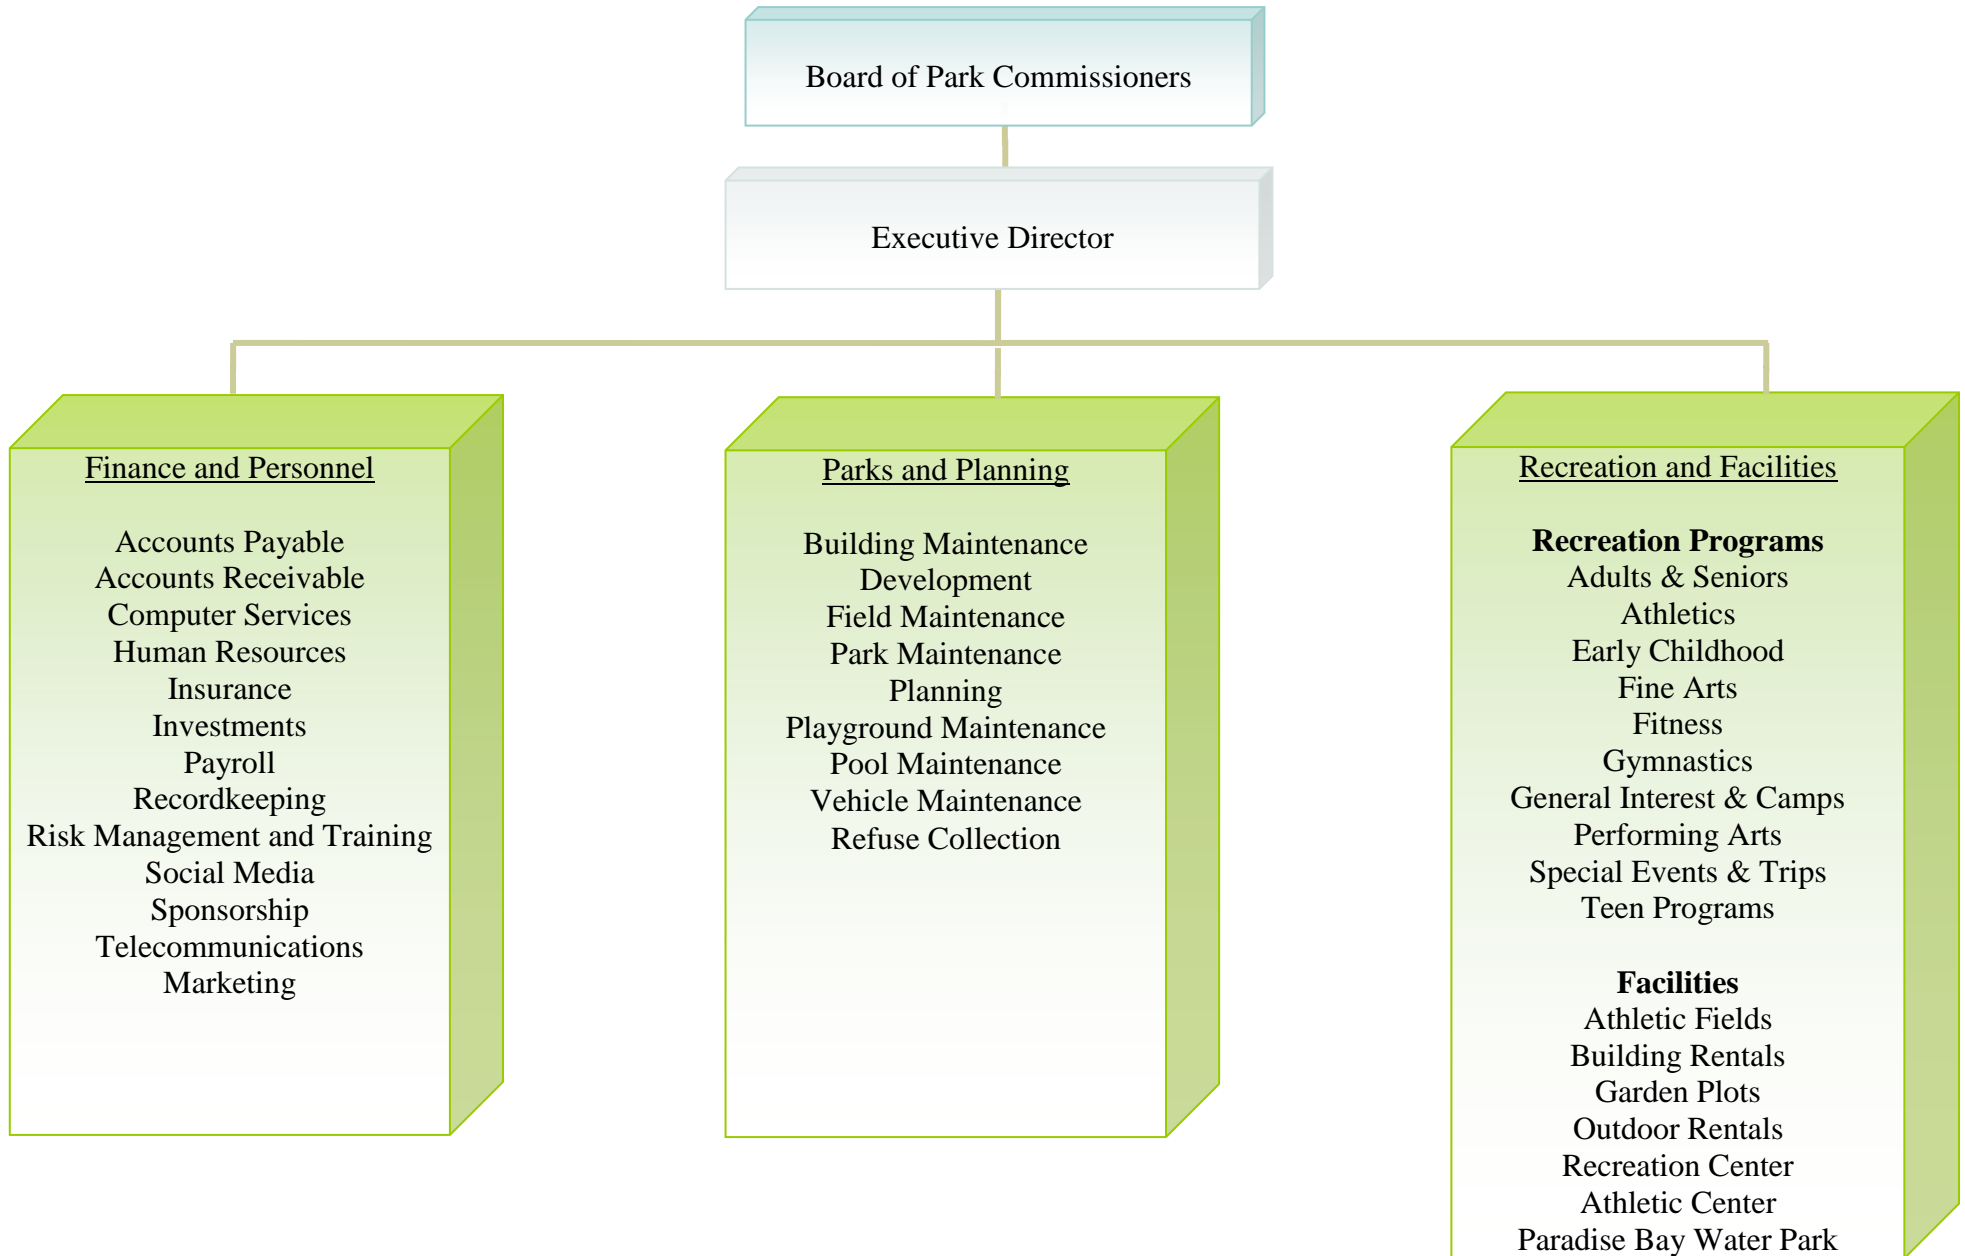 Board of Park Commissioners
Executive Director
Finance and Personnel
Accounts Payable
Accounts Receivable
Computer Services
Human Resources
Insurance
Investments
Payroll
Recordkeeping
Risk Management and Training
Social Media
Sponsorship
Telecommunications
Marketing
Parks and Planning
Building Maintenance
Development
Field Maintenance
Park Maintenance
Planning
Playground Maintenance
Pool Maintenance
Vehicle Maintenance
Refuse Collection
Recreation and Facilities
Recreation Programs
Adults & Seniors
Athletics
Early Childhood
Fine Arts
Fitness
Gymnastics
General Interest & Camps
Performing Arts
Special Events & Trips
Teen Programs
Facilities
Athletic Fields
Building Rentals
Garden Plots
Outdoor Rentals
Recreation Center
Athletic Center
Paradise Bay Water Park